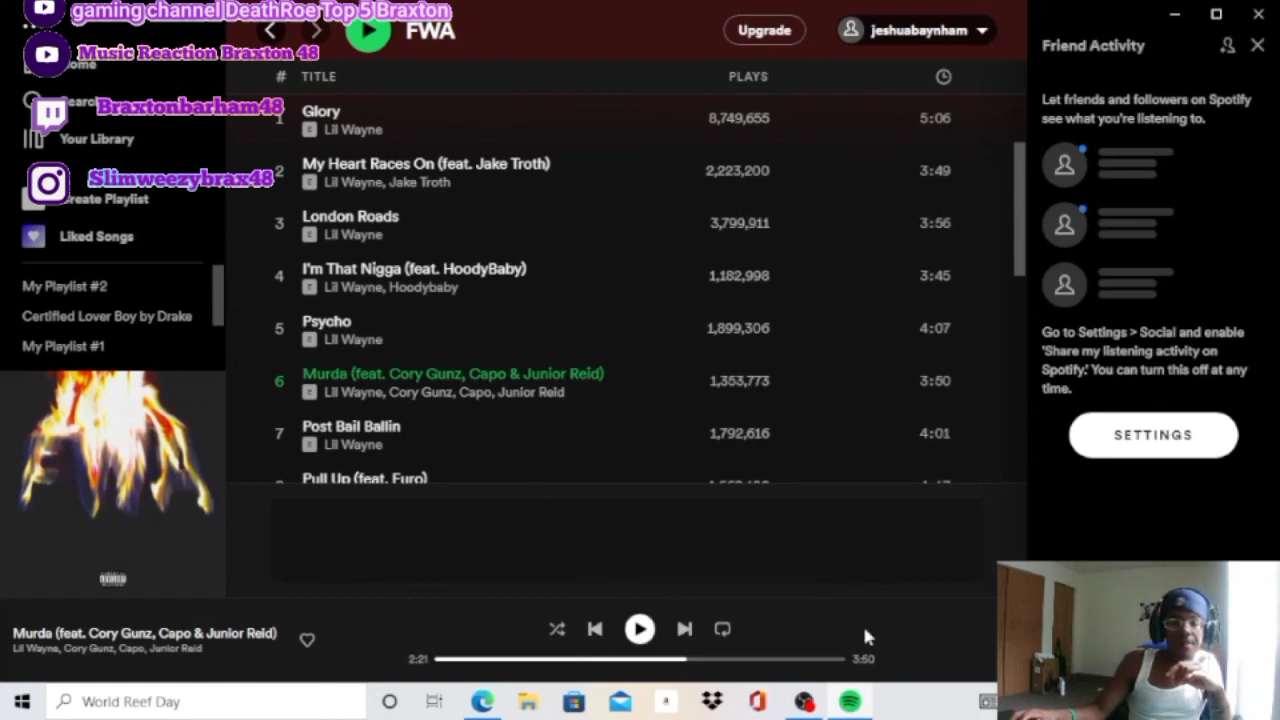 gaming channel DeathRoe Top 5 Braxton
Music Reaction Braxton 48
Braxtonbarham48
Slimweezybrax48
Your Library
Create Playlist
Liked Songs
My Playlist #2
Certified Lover Boy by Drake
My Playlist #1
FWA
Upgrade
jeshuabaynham
# TITLE PLAYS
1 Glory 8,749,655 5:06
E Lil Wayne
2 My Heart Races On (feat. Jake Troth) 2,223,200 3:49
E Lil Wayne, Jake Troth
3 London Roads 3,799,911 3:56
E Lil Wayne
4 I'm That Nigga (feat. HoodyBaby) 1,182,998 3:45
E Lil Wayne, Hoodybaby
5 Psycho 1,899,306 4:07
E Lil Wayne
6 Murda (feat. Cory Gunz, Capo & Junior Reid) 1,353,773 3:50
E Lil Wayne, Cory Gunz, Capo, Junior Reid
7 Post Bail Ballin 1,792,616 4:01
E Lil Wayne
Pull Up (feat. Euro)
Friend Activity
Let friends and followers on Spotify
see what you're listening to.
Go to Settings > Social and enable
'Share my listening activity on
Spotify.' You can turn this off at any
time.
SETTINGS
Murda (feat. Cory Gunz, Capo & Junior Reid)
Lil Wayne, Cory Gunz, Capo, Junior Reid
2:21
3:50
World Reef Day